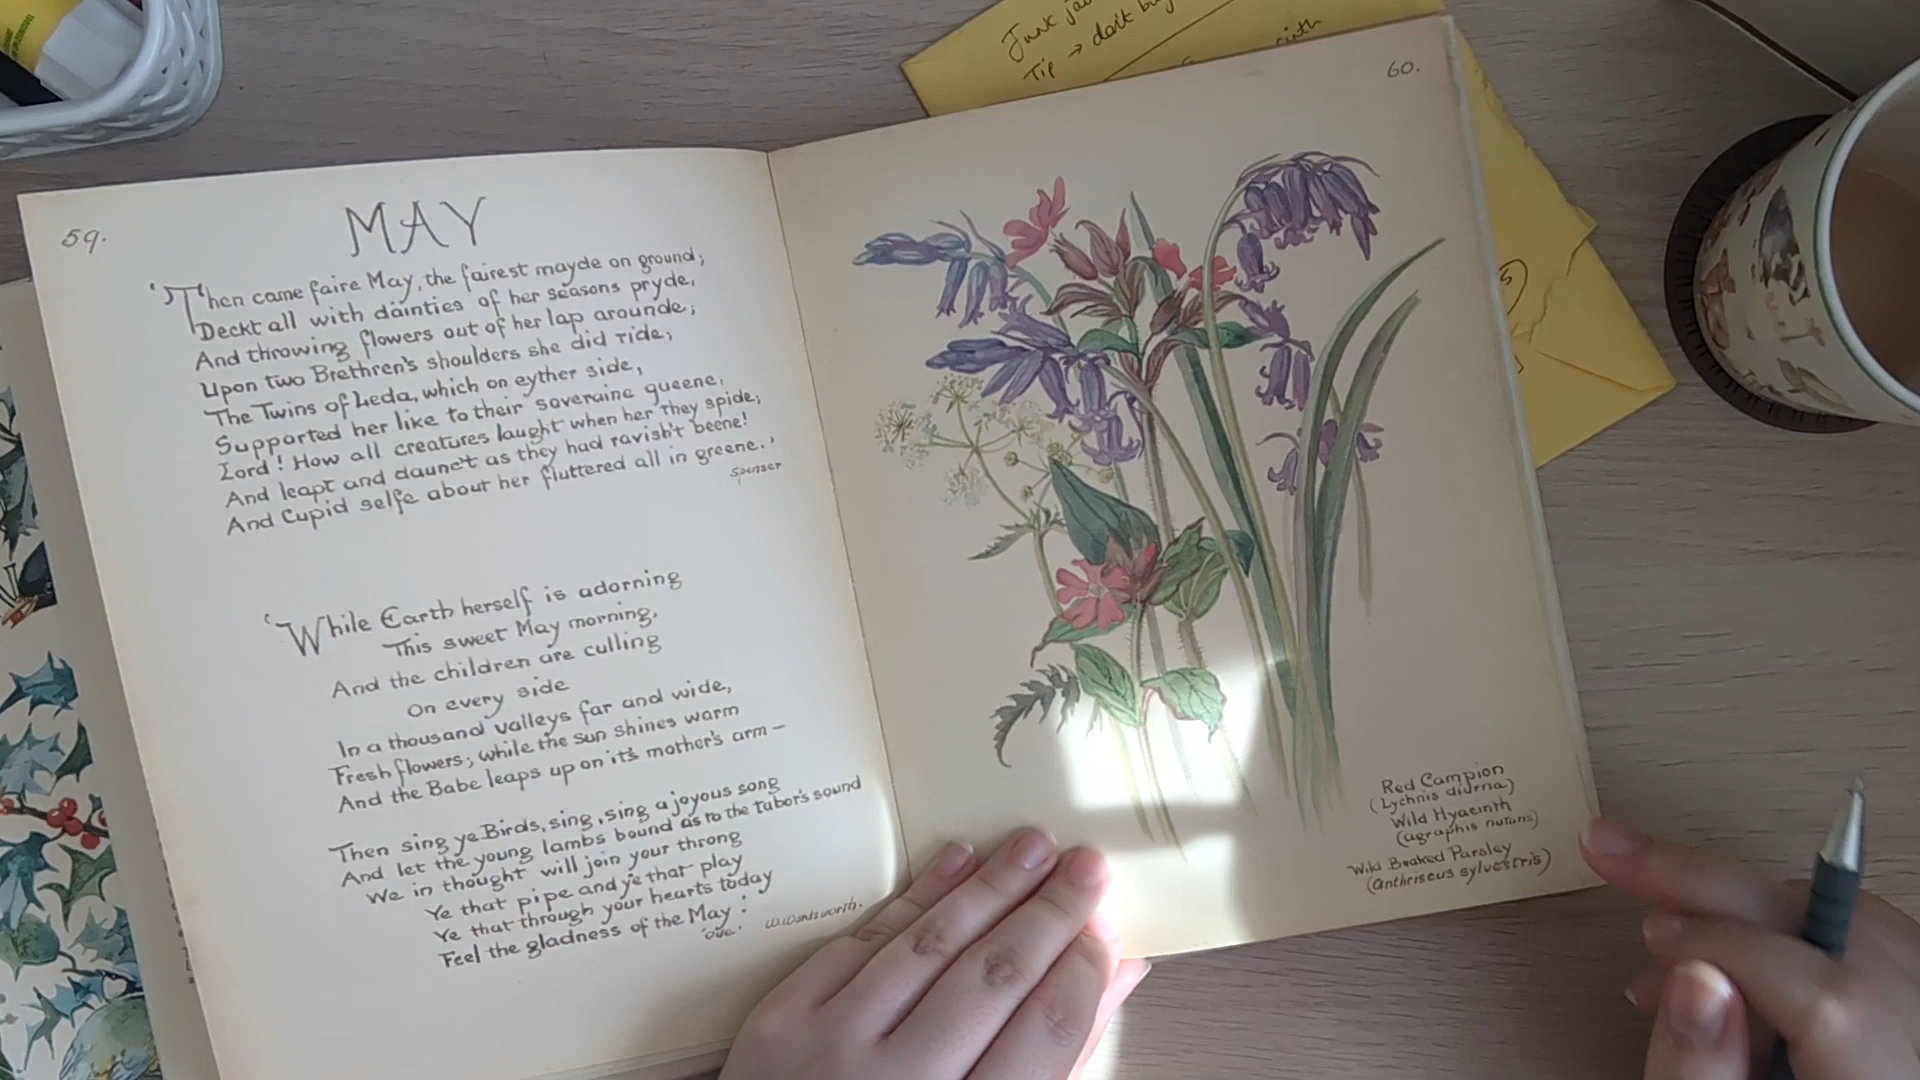 Junk
Tip → dark
59.
MAY
'Then came faire May, the fairest mayde on ground;
Deckt all with dainties of her seasons pryde,
And throwing flowers out of her lap arounde;
Upon two Brethren's shoulders she did ride;
The Twins of Leda, which on eyther side,
Supported her like to their soveraine queene.
Lord! How all creatures laught when her they spide;
And leapt and daunc't as they had ravish't beene!
And Cupid selfe about her fluttered all in greene.'
Spenser
'While Earth herself is adorning
This sweet May morning,
And the children are culling
On every side
In a thousand valleys far and wide,
Fresh flowers; while the sun shines warm
And the Babe leaps up on it's mother's arm —
Then sing ye Birds, sing, sing a joyous song
And let the young lambs bound as to the tabor's sound
We in thought will join your throng
Ye that pipe and ye that play
Ye that through your hearts today
Feel the gladness of the May:
'Ode.' W. Wordsworth.
60.
Red Campion
(Lychnis diurna)
Wild Hyacinth
(agraphis nutans)
Wild Beaked Parsley
(Anthriscus sylvestris)